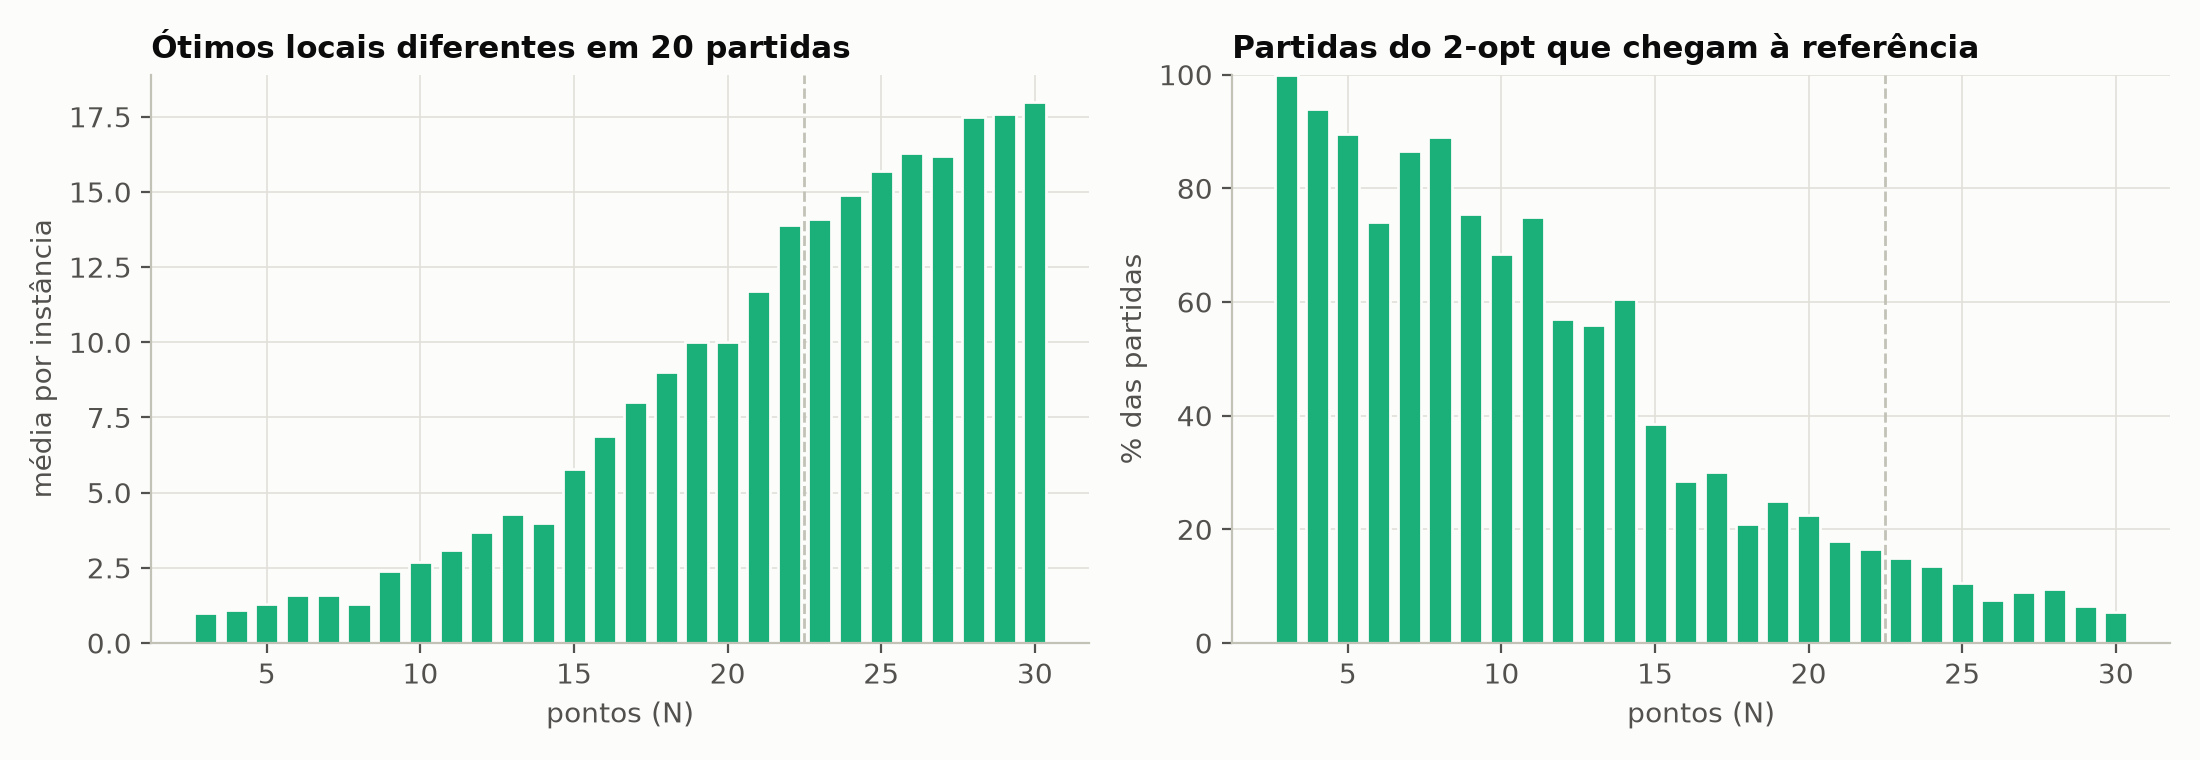 Ótimos locais diferentes em 20 partidas
média por instância
17.5
15.0
12.5
10.0
7.5
5.0
2.5
0.0
5 10 15 20 25 30
pontos (N)
Partidas do 2-opt que chegam à referência
% das partidas
100
80
60
40
20
0
5 10 15 20 25 30
pontos (N)